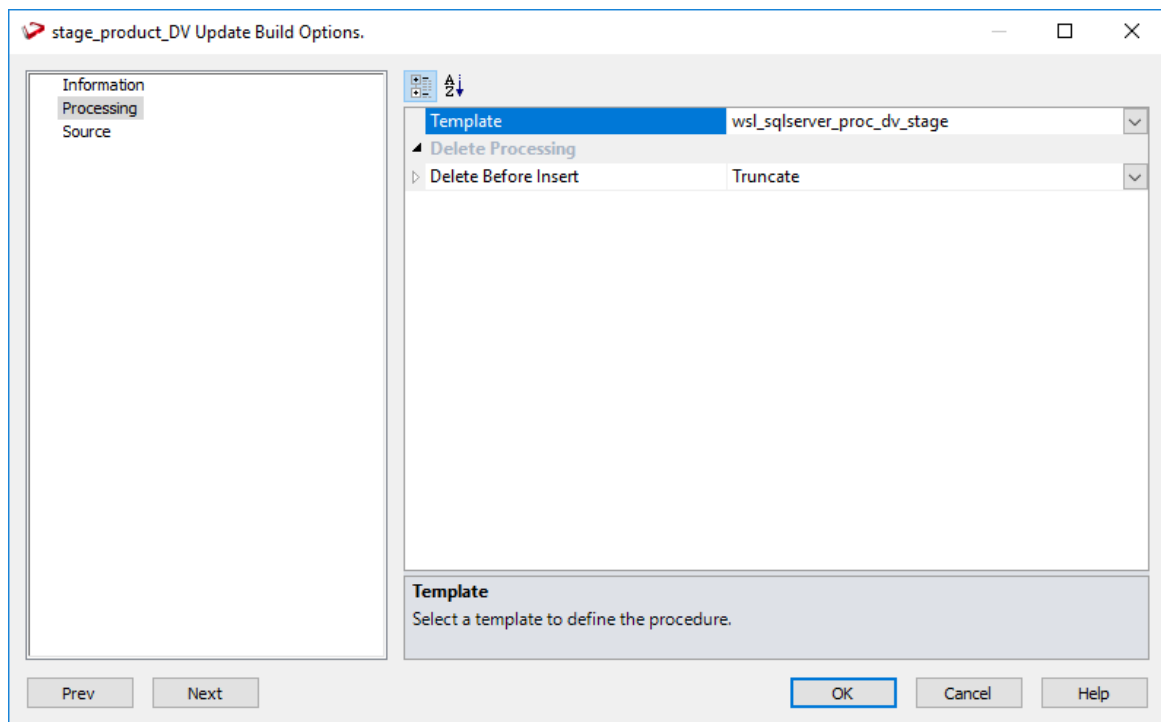 stage_product_DV Update Build Options.
Information
Processing
Source
A
Z
Template wsl_sqlserver_proc_dv_stage
Delete Processing
Delete Before Insert Truncate
Template
Select a template to define the procedure.
Prev Next OK Cancel Help